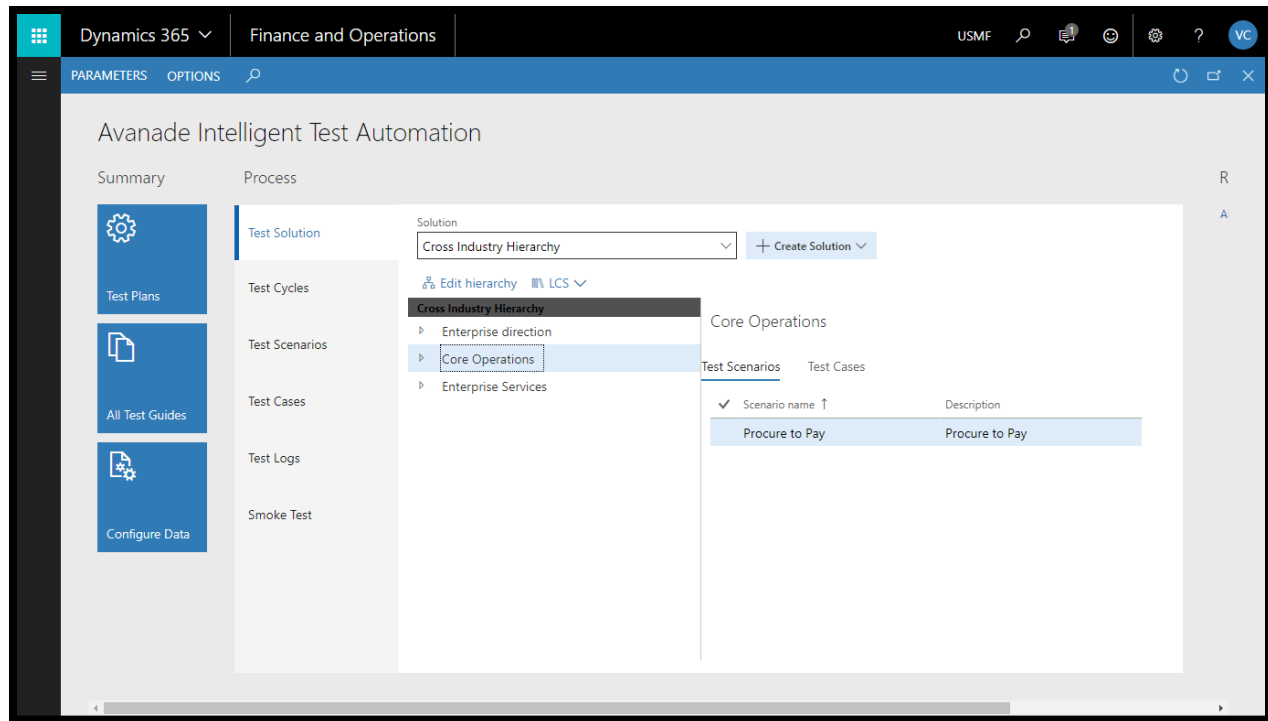 Dynamics 365 Finance and Operations USMF 1 ? VC
PARAMETERS OPTIONS
Avanade Intelligent Test Automation
Summary Process R
Test Plans
All Test Guides
Configure Data
Test Solution
Test Cycles
Test Scenarios
Test Cases
Test Logs
Smoke Test
Solution
Cross Industry Hierarchy
Create Solution
Edit hierarchy LCS
Cross Industry Hierarchy
Enterprise direction
Core Operations
Enterprise Services
Core Operations
Test Scenarios Test Cases
Scenario name ↑ Description
Procure to Pay Procure to Pay
A